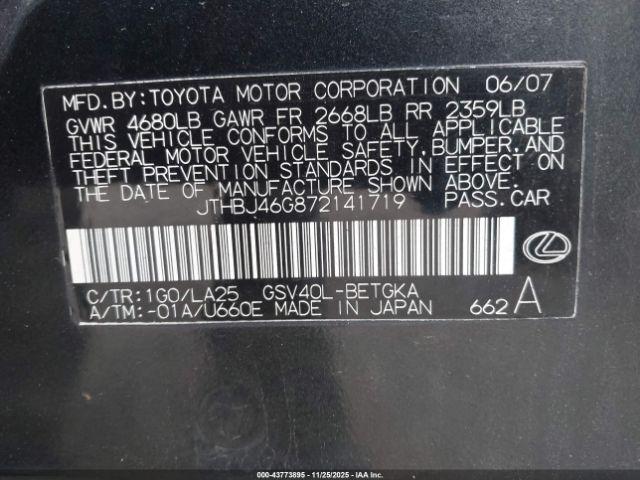 MFD.BY:TOYOTA MOTOR CORPORATION 06/07
GVWR 4680LB GAWR FR 2668LB RR 2359LB
THIS VEHICLE CONFORMS TO ALL APPLICABLE
FEDERAL MOTOR VEHICLE SAFETY,BUMPER,AND
THEFT PREVENTION STANDARDS IN EFFECT ON
THE DATE OF MANUFACTURE SHOWN ABOVE.
JTHBJ46G872141719 PASS.CAR
C/TR:1G0/LA25 GSV40L-BETGKA
A/TM:-01A/U660E MADE IN JAPAN 662 A
000-43773895 - 11/25/2025 - IAAI, Inc. Copyright